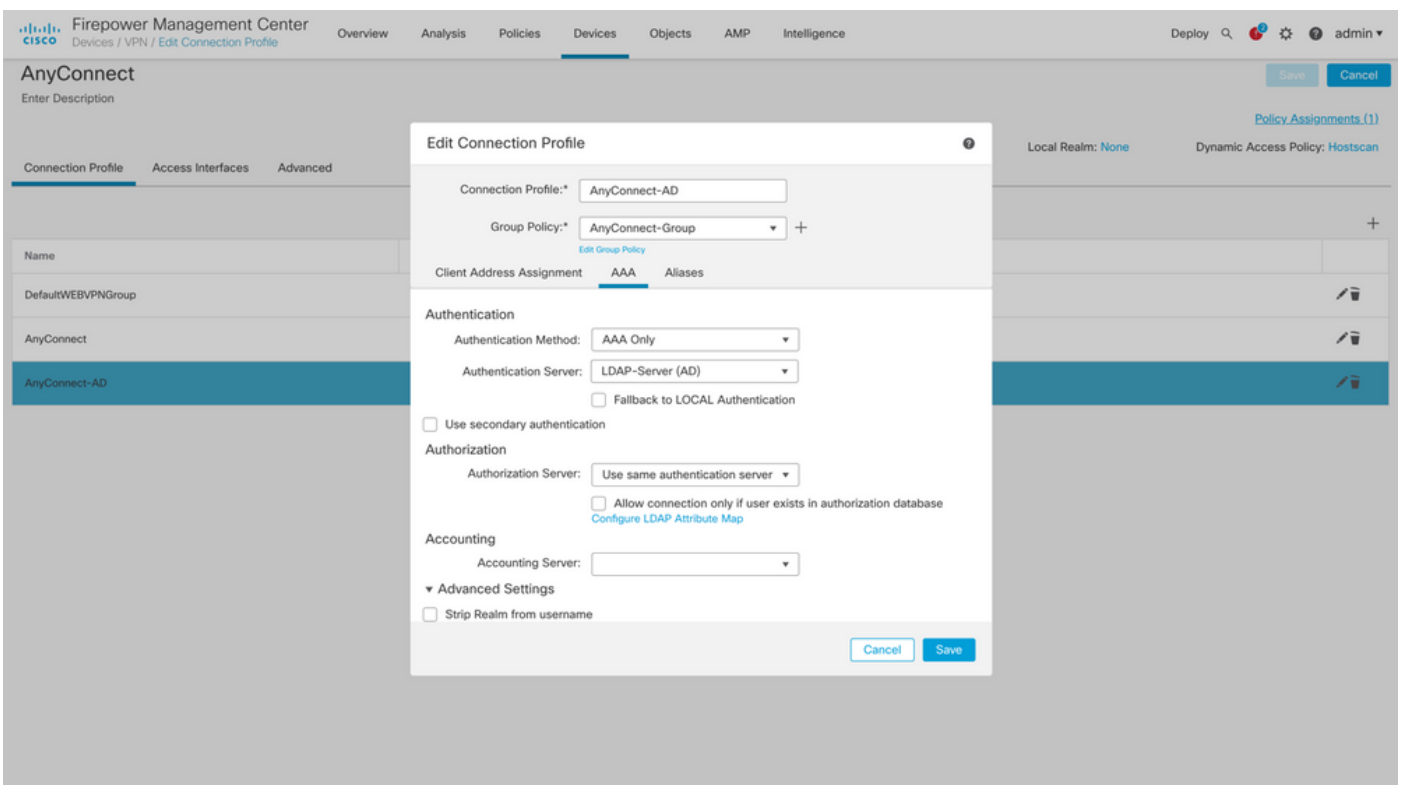 cisco
Firepower Management Center
Devices / VPN / Edit Connection Profile
Overview Analysis Policies Devices Objects AMP Intelligence
Deploy 2 admin
AnyConnect
Save Cancel
Enter Description
Policy Assignments (1)
Local Realm: None Dynamic Access Policy: Hostscan
Connection Profile Access Interfaces Advanced
Name
DefaultWEBVPNGroup
AnyConnect
AnyConnect-AD
Edit Connection Profile
Connection Profile:* AnyConnect-AD
Group Policy:* AnyConnect-Group
Edit Group Policy
Client Address Assignment AAA Aliases
Authentication
Authentication Method: AAA Only
Authentication Server: LDAP-Server (AD)
Fallback to LOCAL Authentication
Use secondary authentication
Authorization
Authorization Server: Use same authentication server
Allow connection only if user exists in authorization database
Configure LDAP Attribute Map
Accounting
Accounting Server:
Advanced Settings
Strip Realm from username
Cancel Save